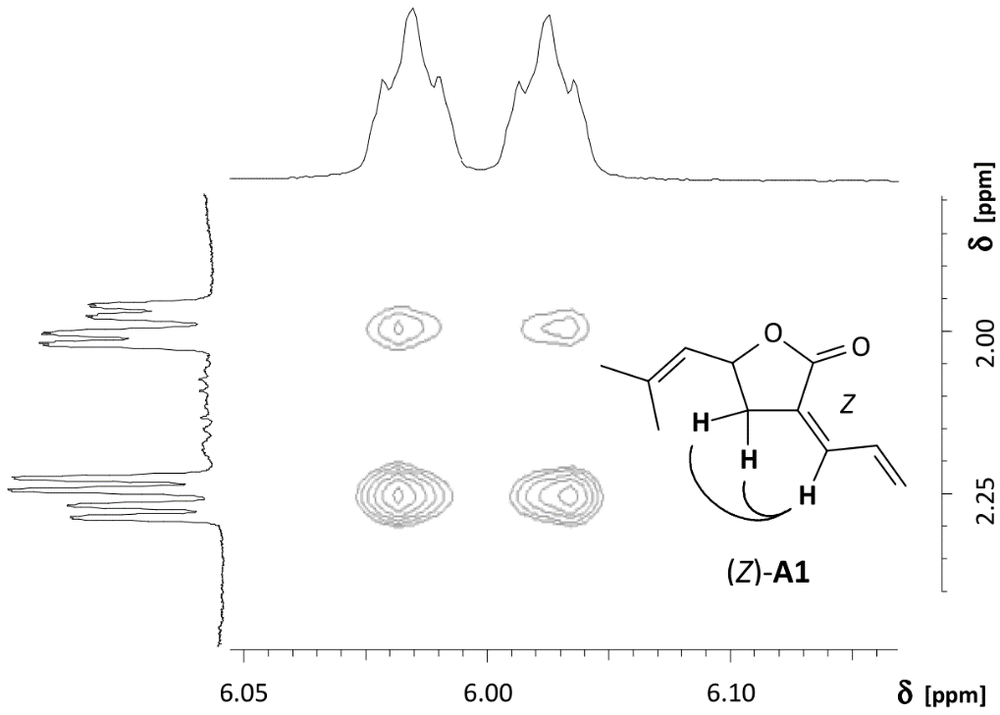 δ [ppm]
2.00
2.25
O
O
Z
H
H
H
(Z)-A1
6.05
6.00
6.10
δ [ppm]